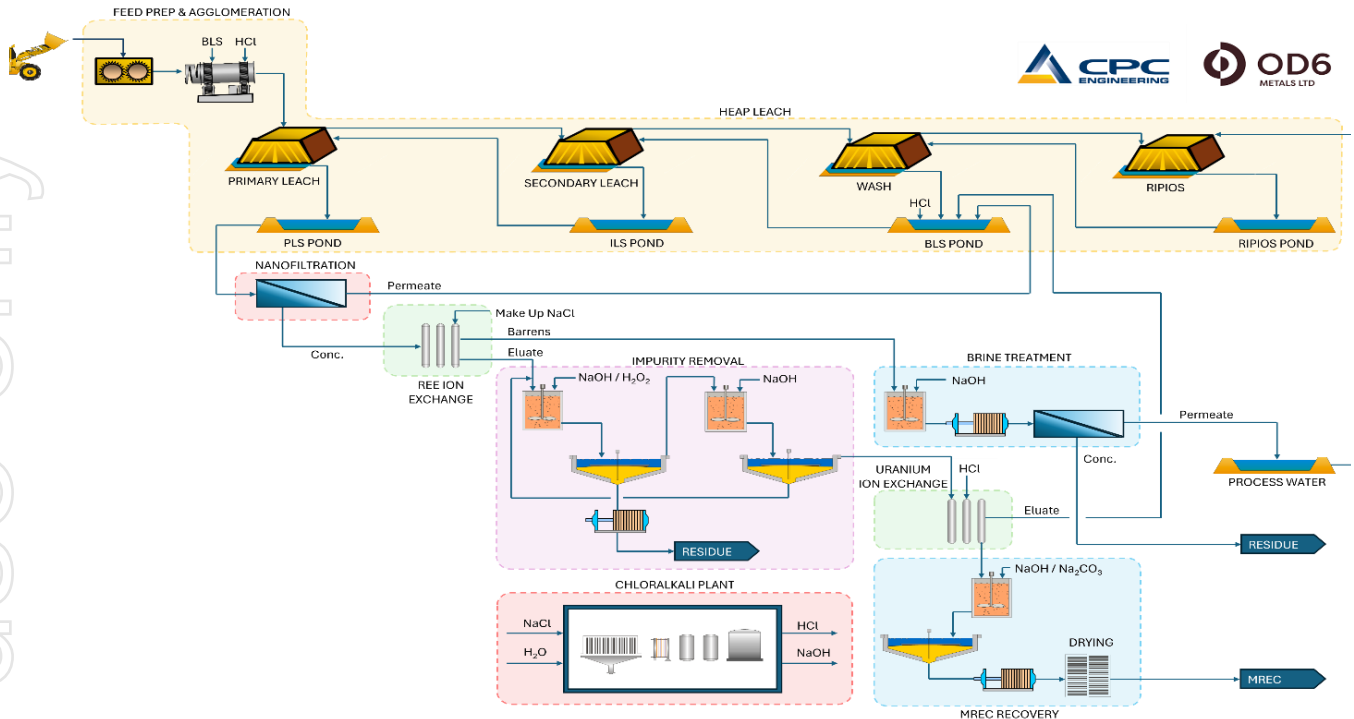 FEED PREP & AGGLOMERATION
BLS
HCl
CPC
ENGINEERING
OD6
METALS LTD
HEAP LEACH
PRIMARY LEACH
SECONDARY LEACH
WASH
RIPIOS
HCl
PLS POND
ILS POND
BLS POND
RIPIOS POND
NANOFILTRATION
Permeate
Make Up NaCl
Barrens
Conc.
Eluate
REE ION
EXCHANGE
IMPURITY REMOVAL
NaOH / H₂O₂
NaOH
BRINE TREATMENT
NaOH
Permeate
Conc.
PROCESS WATER
URANIUM
ION EXCHANGE
HCl
Eluate
RESIDUE
RESIDUE
CHLORALKALI PLANT
NaCl
H₂O
HCl
NaOH
NaOH / Na₂CO₃
DRYING
MREC
MREC RECOVERY